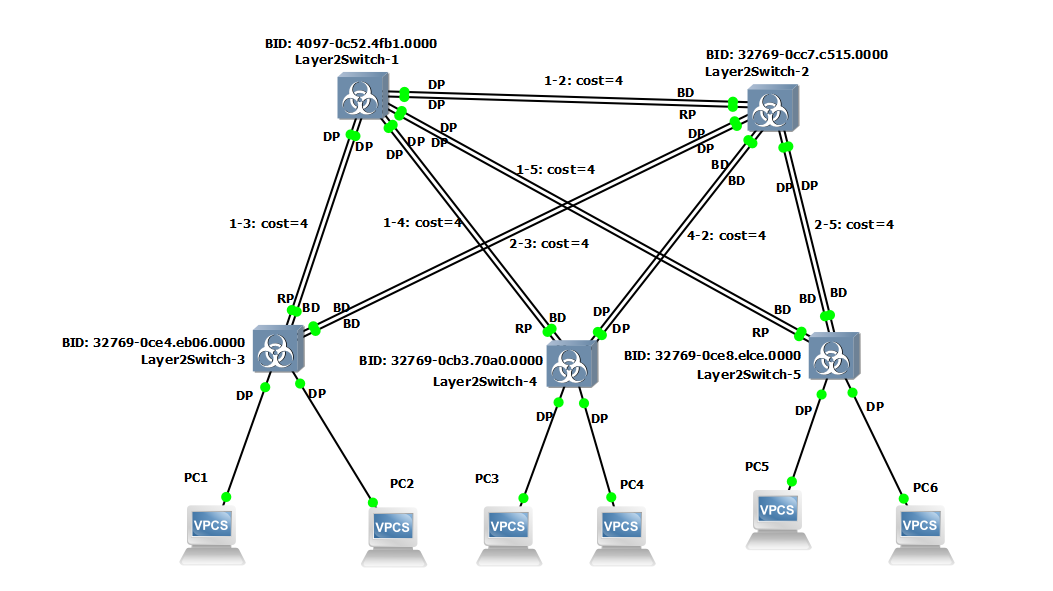 BID: 4097-0c52.4fb1.0000
Layer2Switch-1
BID: 32769-0cc7.c515.0000
Layer2Switch-2
1-2: cost=4
DP
DP
BD
RP
DP
DP
DP
DP
DP
DP
DP
DP
BD
BD
DP
DP
1-5: cost=4
1-3: cost=4
1-4: cost=4
2-3: cost=4
4-2: cost=4
2-5: cost=4
RP
BD
BD
BD
RP
BD
DP
DP
RP
BD
BD
BD
BID: 32769-0ce4.eb06.0000
Layer2Switch-3
BID: 32769-0cb3.70a0.0000
Layer2Switch-4
BID: 32769-0ce8.elce.0000
Layer2Switch-5
DP
DP
DP
DP
DP
DP
PC1
PC2
PC3
PC4
PC5
PC6
VPCS
VPCS
VPCS
VPCS
VPCS
VPCS